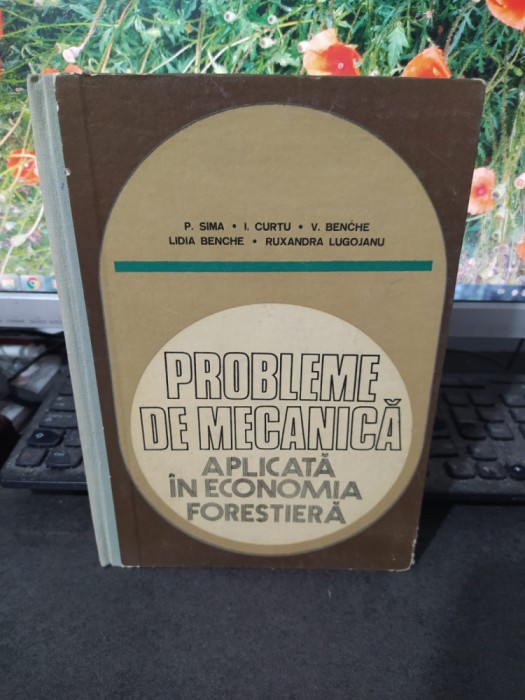 P. SIMA • I. CURTU • V. BENCHE
LIDIA BENCHE • RUXANDRA LUGOJANU
PROBLEME
DE MECANICĂ
APLICATĂ
ÎN ECONOMIA
FORESTIERĂ